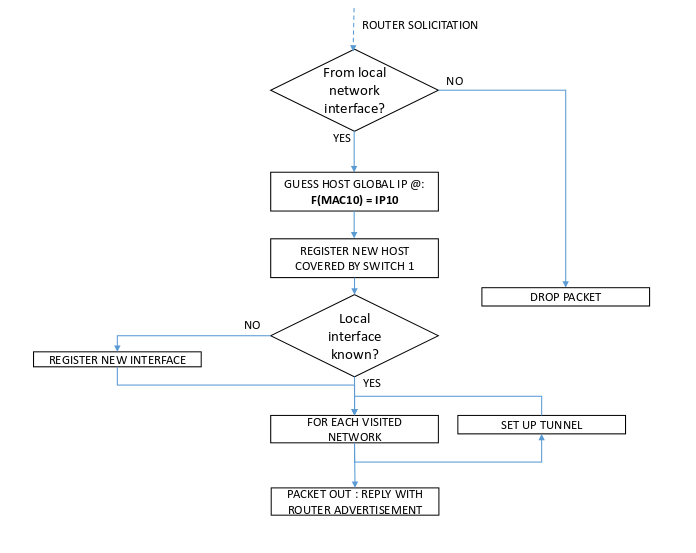 ROUTER SOLICITATION
From local
network
interface?
NO
YES
GUESS HOST GLOBAL IP @:
F(MAC10) = IP10
REGISTER NEW HOST
COVERED BY SWITCH 1
DROP PACKET
Local
interface
known?
NO
REGISTER NEW INTERFACE
YES
FOR EACH VISITED
NETWORK
SET UP TUNNEL
PACKET OUT : REPLY WITH
ROUTER ADVERTISEMENT